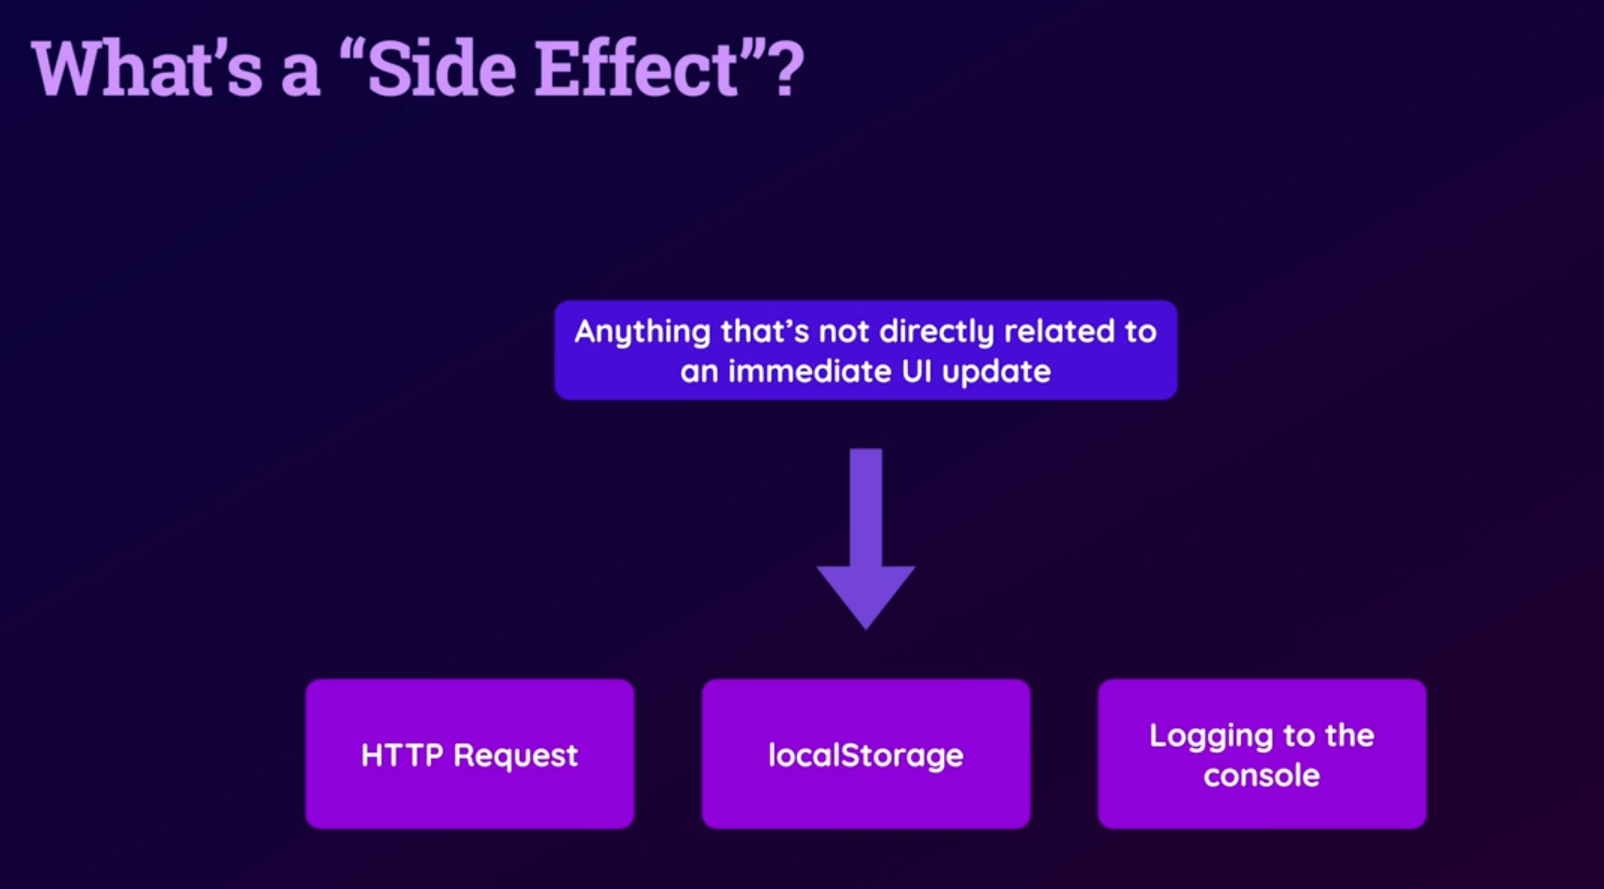 What’s a “Side Effect”?
Anything that’s not directly related to
an immediate UI update
HTTP Request
localStorage
Logging to the
console